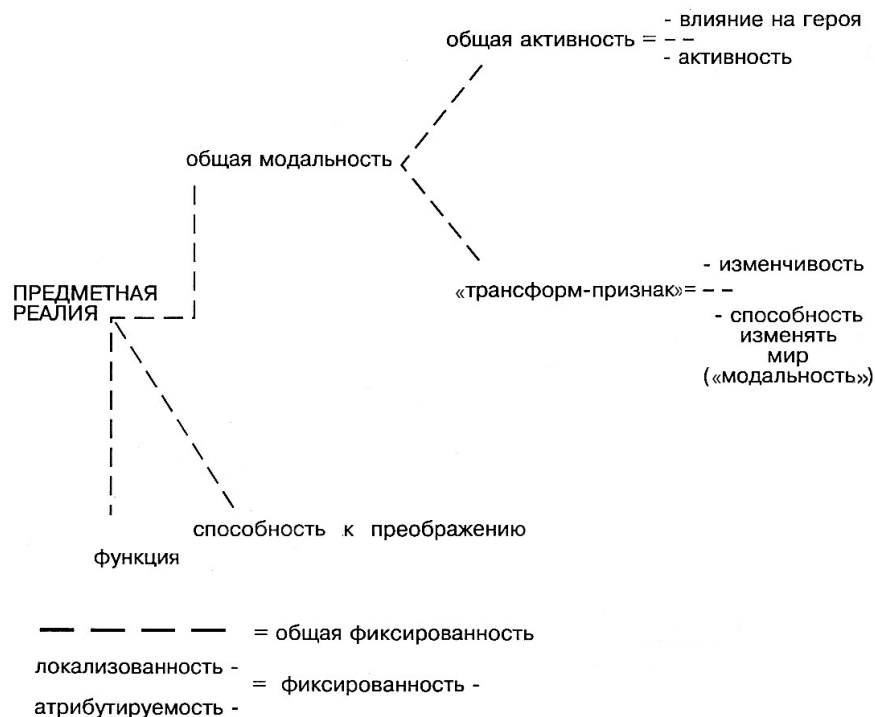 - влияние на героя
общая активность = - -
- активность
общая модальность
- изменчивость
«трансформ-признак»= - -
- способность
изменять
мир
(«модальность»)
ПРЕДМЕТНАЯ
РЕАЛИЯ
способность к преображению
функция
= общая фиксированность
локализованность -
= фиксированность -
атрибутируемость -